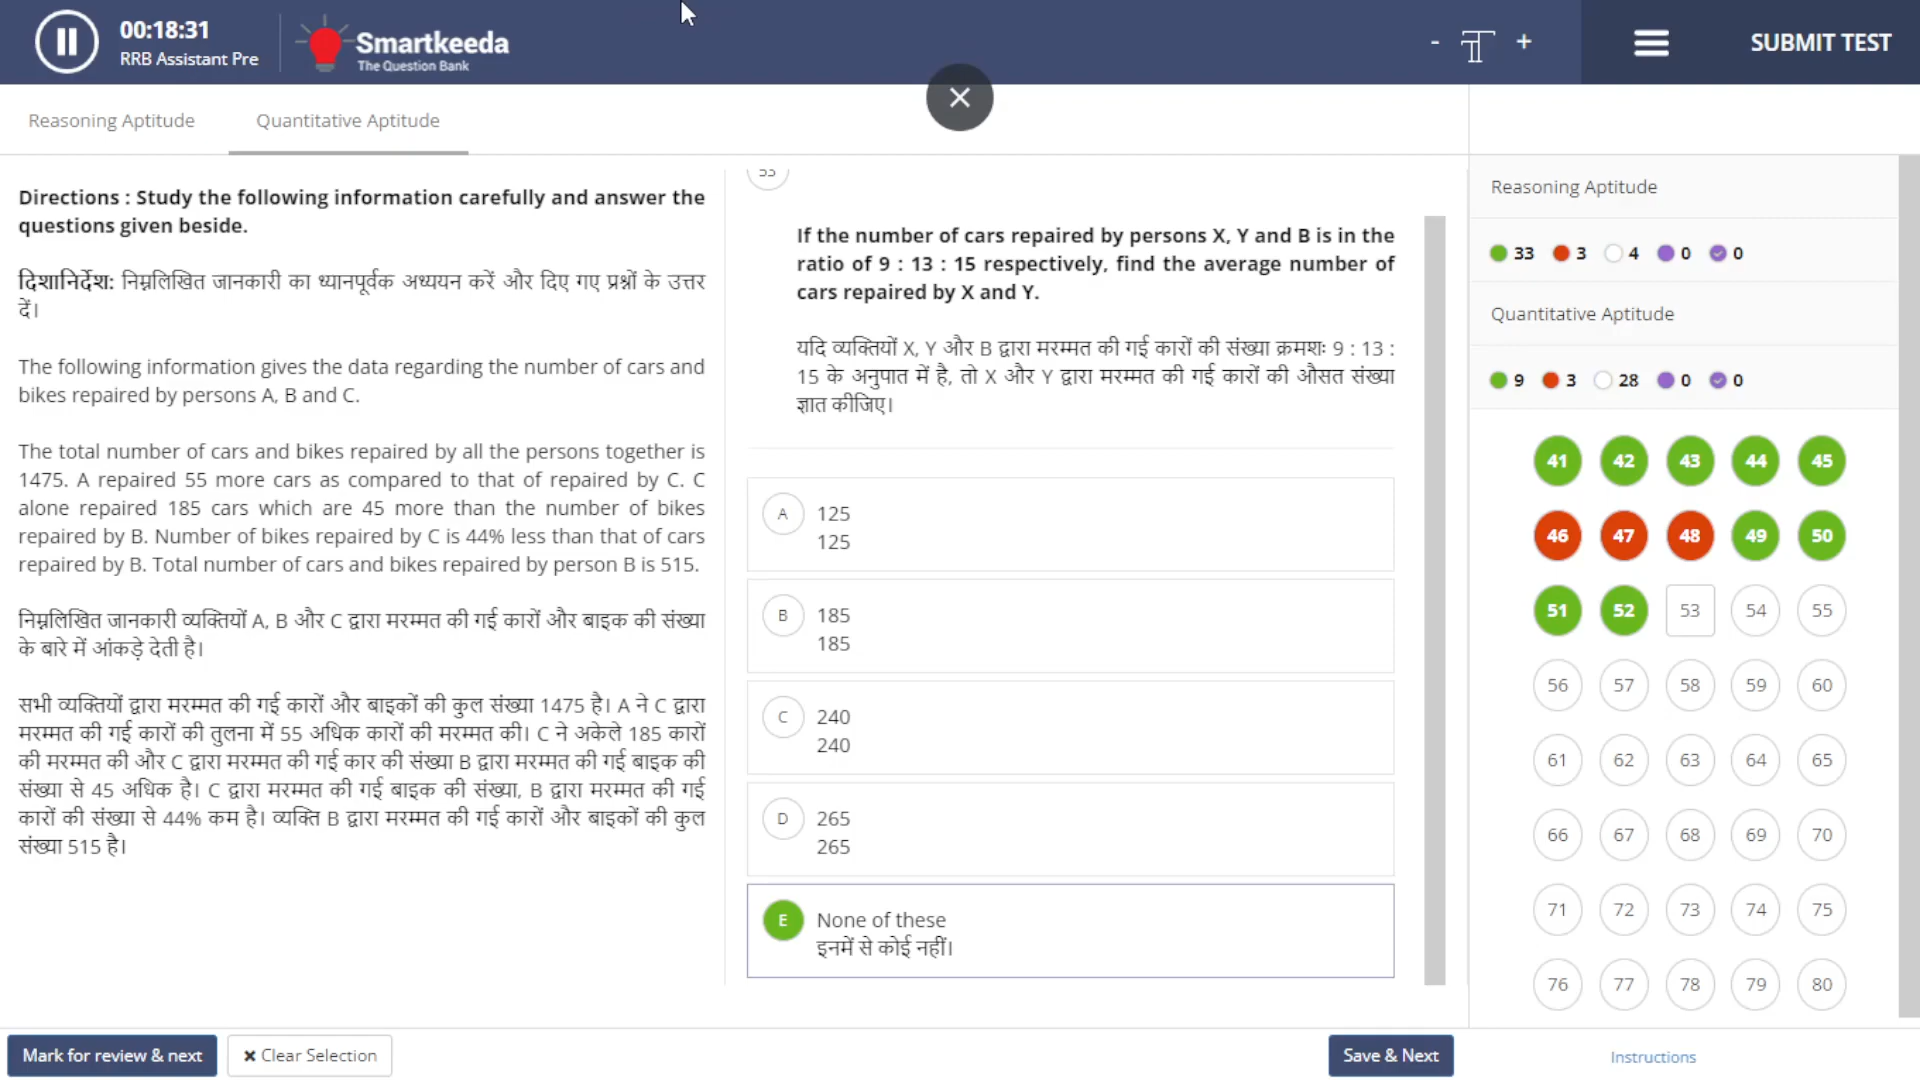 00:18:31
RRB Assistant Pre
Smartkeeda
The Question Bank
- T +
SUBMIT TEST
Reasoning Aptitude
Quantitative Aptitude
Directions : Study the following information carefully and answer the
questions given beside.
दिशानिर्देश: निम्नलिखित जानकारी का ध्यानपूर्वक अध्ययन करें और दिए गए प्रश्नों के उत्तर
दें।
The following information gives the data regarding the number of cars and
bikes repaired by persons A, B and C.
The total number of cars and bikes repaired by all the persons together is
1475. A repaired 55 more cars as compared to that of repaired by C. C
alone repaired 185 cars which are 45 more than the number of bikes
repaired by B. Number of bikes repaired by C is 44% less than that of cars
repaired by B. Total number of cars and bikes repaired by person B is 515.
निम्नलिखित जानकारी व्यक्तियों A, B और C द्वारा मरम्मत की गई कारों और बाइक की संख्या
के बारे में आंकड़े देती है।
सभी व्यक्तियों द्वारा मरम्मत की गई कारों और बाइकों की कुल संख्या 1475 है। A ने C द्वारा
मरम्मत की गई कारों की तुलना में 55 अधिक कारों की मरम्मत की। C ने अकेले 185 कारों
की मरम्मत की और C द्वारा मरम्मत की गई कार की संख्या B द्वारा मरम्मत की गई बाइक की
संख्या से 45 अधिक है। C द्वारा मरम्मत की गई बाइक की संख्या, B द्वारा मरम्मत की गई
कारों की संख्या से 44% कम है। व्यक्ति B द्वारा मरम्मत की गई कारों और बाइकों की कुल
संख्या 515 है।
53
If the number of cars repaired by persons X, Y and B is in the
ratio of 9 : 13 : 15 respectively, find the average number of
cars repaired by X and Y.
यदि व्यक्तियों X, Y और B द्वारा मरम्मत की गई कारों की संख्या क्रमशः 9 : 13 :
15 के अनुपात में है, तो X और Y द्वारा मरम्मत की गई कारों की औसत संख्या
ज्ञात कीजिए।
A 125
125
B 185
185
C 240
240
D 265
265
E None of these
इनमें से कोई नहीं।
Reasoning Aptitude
33 3 4 0 0
Quantitative Aptitude
9 3 28 0 0
41 42 43 44 45
46 47 48 49 50
51 52 53 54 55
56 57 58 59 60
61 62 63 64 65
66 67 68 69 70
71 72 73 74 75
76 77 78 79 80
Mark for review & next
Clear Selection
Save & Next
Instructions